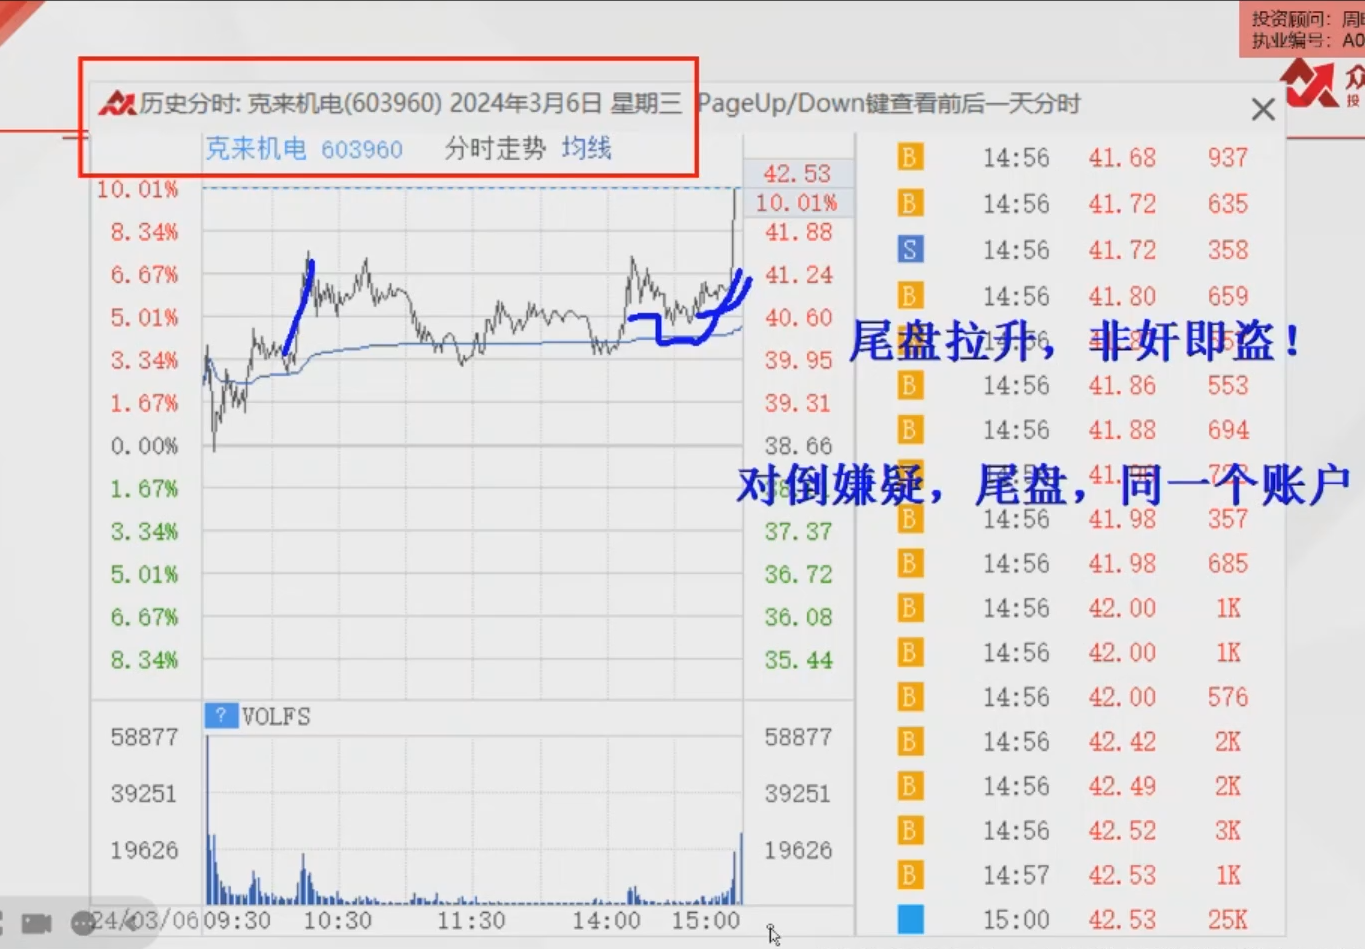 投资顾问：周
执业编号：A0
众
投
历史分时: 克来机电(603960) 2024年3月6日 星期三 PageUp/Down键查看前后一天分时
克来机电 603960 分时走势 均线
10.01%
8.34%
6.67%
5.01%
3.34%
1.67%
0.00%
1.67%
3.34%
5.01%
6.67%
8.34%
42.53
10.01%
41.88
41.24
40.60
39.95
39.31
38.66
37.37
36.72
36.08
35.44
B 14:56 41.68 937
B 14:56 41.72 635
S 14:56 41.72 358
B 14:56 41.80 659
尾盘拉升，非奸即盗！
B 14:56 41.86 553
B 14:56 41.88 694
对倒嫌疑，尾盘，同一个账户
B 14:56 41.98 357
B 14:56 41.98 685
B 14:56 42.00 1K
B 14:56 42.00 1K
B 14:56 42.00 576
B 14:56 42.42 2K
B 14:56 42.49 2K
B 14:56 42.52 3K
B 14:57 42.53 1K
15:00 42.53 25K
? VOLFS
58877
39251
19626
58877
39251
19626
24/03/06 09:30 10:30 11:30 14:00 15:00